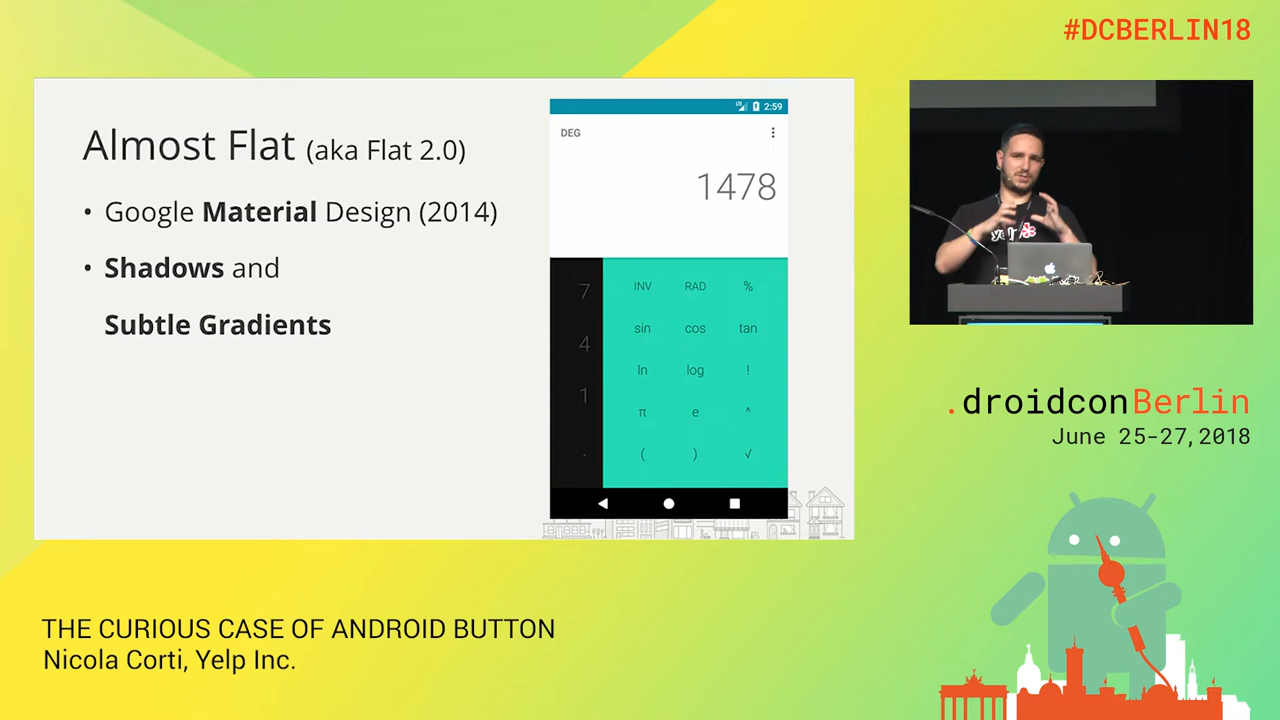 #DCBERLIN18
Almost Flat (aka Flat 2.0)
• Google Material Design (2014)
• Shadows and
Subtle Gradients
2:59
DEG
1478
7
4
1
.
INV RAD %
sin cos tan
ln log !
π e ^
( ) √
.droidconBerlin
June 25-27,2018
THE CURIOUS CASE OF ANDROID BUTTON
Nicola Corti, Yelp Inc.